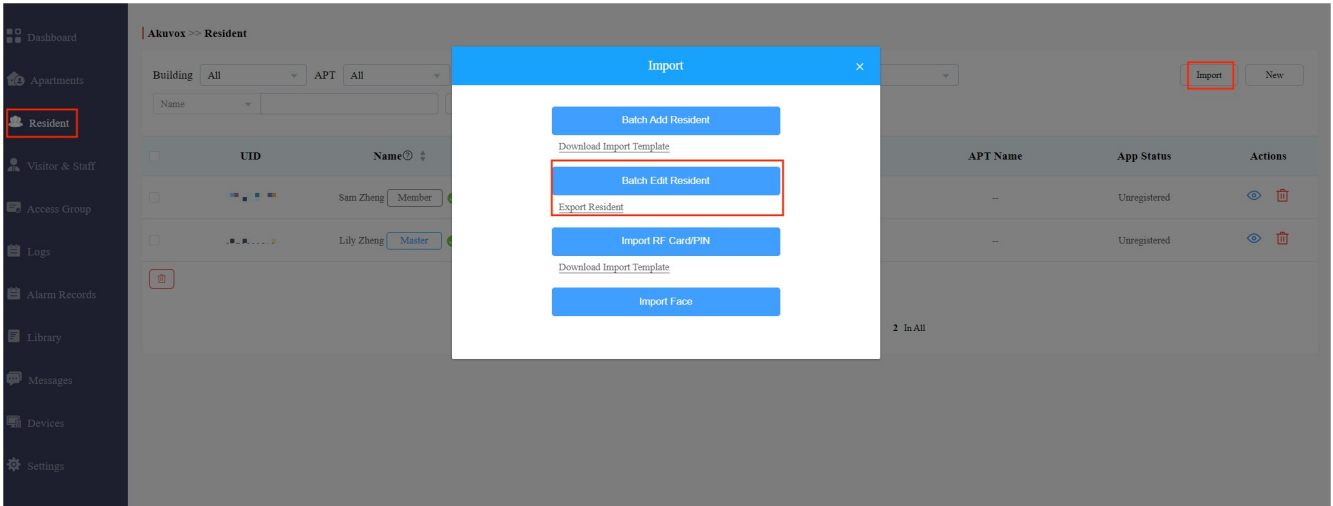 Dashboard
Apartments
Resident
Visitor & Staff
Access Group
Logs
Alarm Records
Library
Messages
Devices
Settings
Akuvox >> Resident
Building All APT All
Import New
Name
UID Name APT Name App Status Actions
Sam Zheng Member -- Unregistered
Lily Zheng Master -- Unregistered
2 In All
Import
Batch Add Resident
Download Import Template
Batch Edit Resident
Export Resident
Import RF Card/PIN
Download Import Template
Import Face